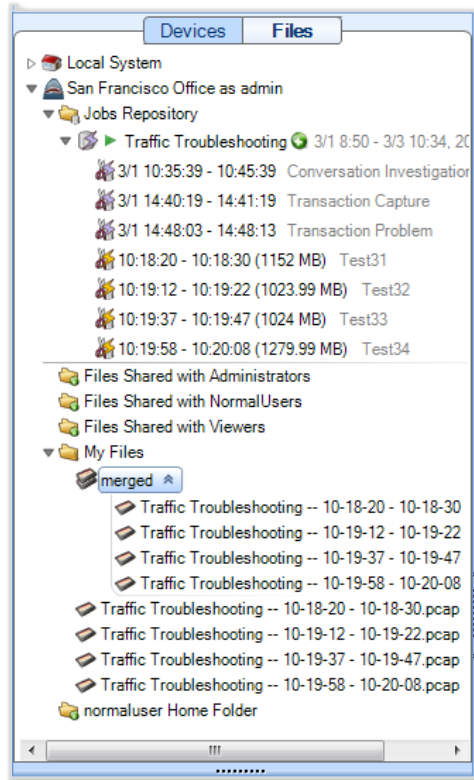 Devices Files
Local System
San Francisco Office as admin
Jobs Repository
Traffic Troubleshooting 3/1 8:50 - 3/3 10:34, 20
3/1 10:35:39 - 10:45:39 Conversation Investigation
3/1 14:40:19 - 14:41:19 Transaction Capture
3/1 14:48:03 - 14:48:13 Transaction Problem
10:18:20 - 10:18:30 (1152 MB) Test31
10:19:12 - 10:19:22 (1023.99 MB) Test32
10:19:37 - 10:19:47 (1024 MB) Test33
10:19:58 - 10:20:08 (1279.99 MB) Test34
Files Shared with Administrators
Files Shared with NormalUsers
Files Shared with Viewers
My Files
merged
Traffic Troubleshooting -- 10-18-20 - 10-18-30
Traffic Troubleshooting -- 10-19-12 - 10-19-22
Traffic Troubleshooting -- 10-19-37 - 10-19-47
Traffic Troubleshooting -- 10-19-58 - 10-20-08
Traffic Troubleshooting -- 10-18-20 - 10-18-30.pcap
Traffic Troubleshooting -- 10-19-12 - 10-19-22.pcap
Traffic Troubleshooting -- 10-19-37 - 10-19-47.pcap
Traffic Troubleshooting -- 10-19-58 - 10-20-08.pcap
normaluser Home Folder